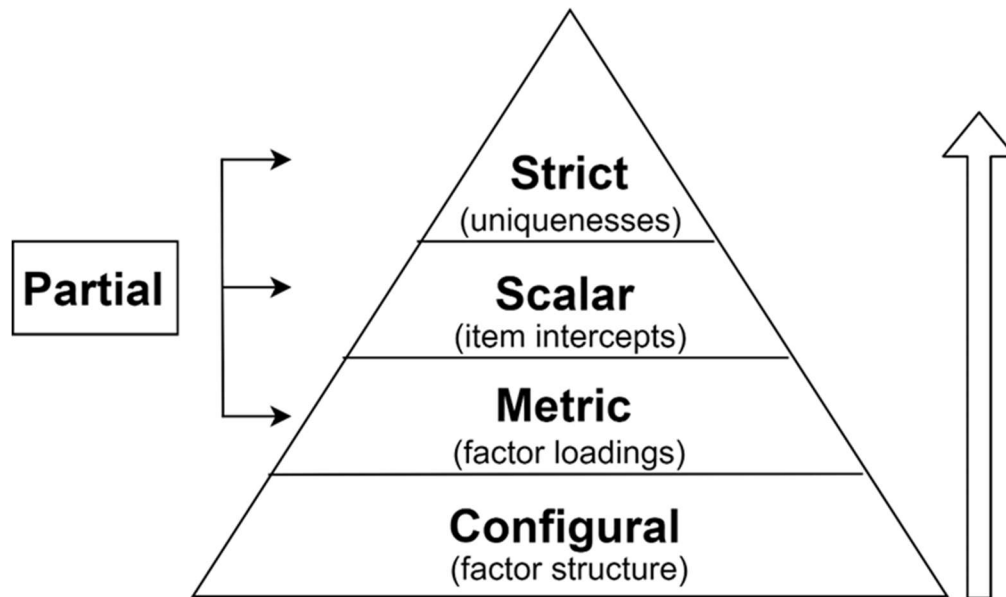 Strict
(uniquenesses)
Partial
Scalar
(item intercepts)
Metric
(factor loadings)
Configural
(factor structure)